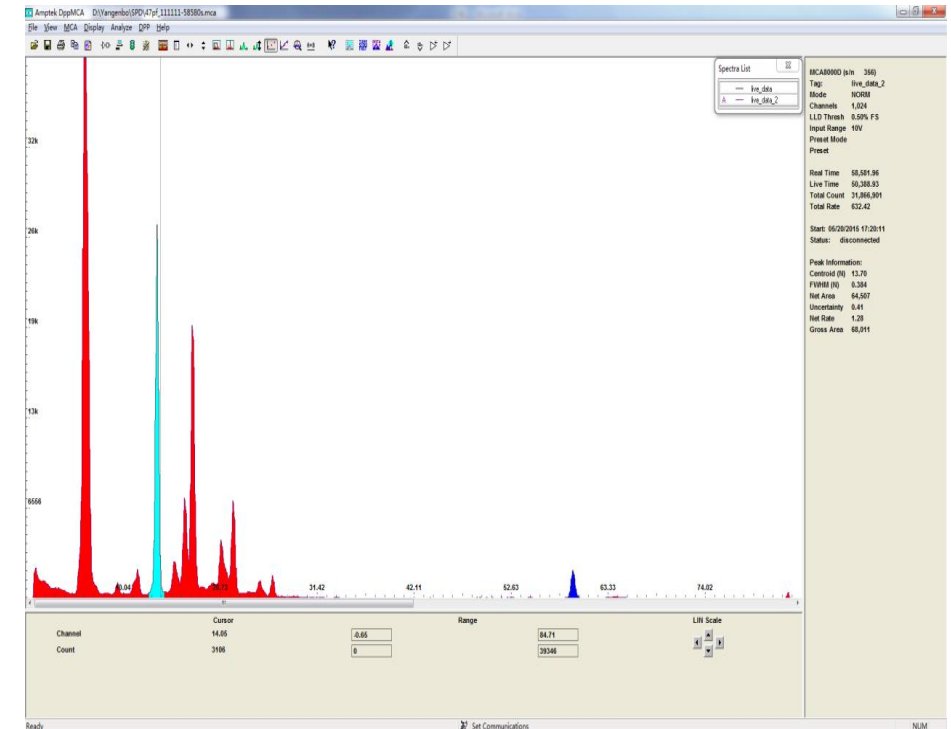 Amptek DppMCA D:\Yangenbo\SPD\47pf_111111-58580s.mca
File View MCA Display Analyze DPP Help
Spectra List
live_data
A live_data_2
MCA8000D (s/n 356)
Tag: live_data_2
Mode NORM
Channels 1,024
LLD Thresh 0.50% FS
Input Range 10V
Preset Mode
Preset
Real Time 58,581.96
Live Time 50,388.93
Total Count 31,866,901
Total Rate 632.42
Start: 05/20/2015 17:20:11
Status: disconnected
Peak Information:
Centroid (N) 13.70
FWHM (N) 0.384
Net Area 64,507
Uncertainty 0.41
Net Rate 1.28
Gross Area 68,011
32k
26k
19k
13k
6556
31.42
42.11
52.63
63.33
74.02
Cursor Range LIN Scale
Channel 14.05 -0.65 84.71
Count 3106 0 39346
Ready Set Communications NUM